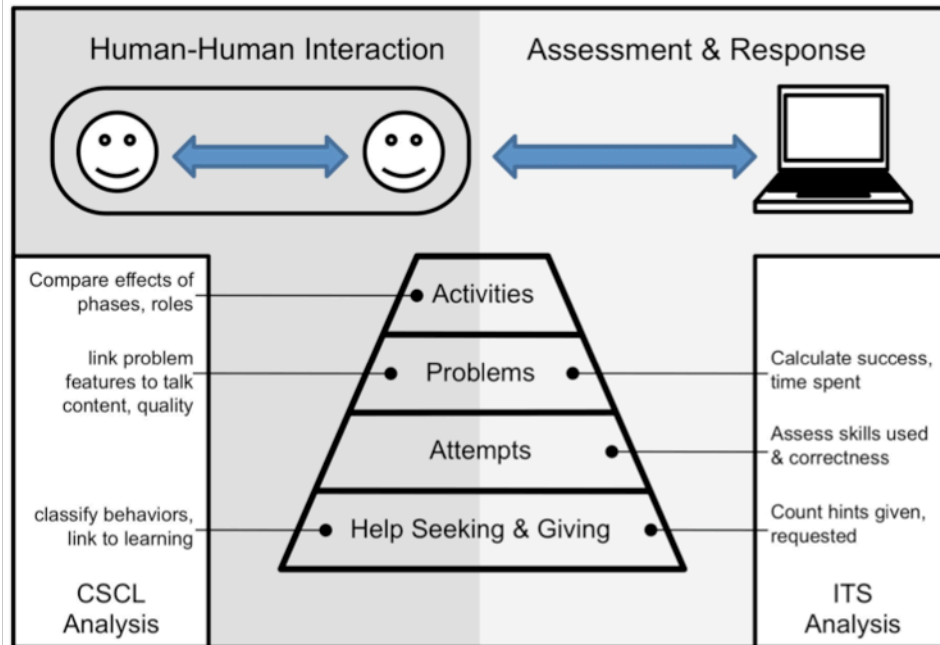 Human-Human Interaction
Assessment & Response
Compare effects of
phases, roles
link problem
features to talk
content, quality
classify behaviors,
link to learning
CSCL
Analysis
Activities
Problems
Attempts
Help Seeking & Giving
Calculate success,
time spent
Assess skills used
& correctness
Count hints given,
requested
ITS
Analysis